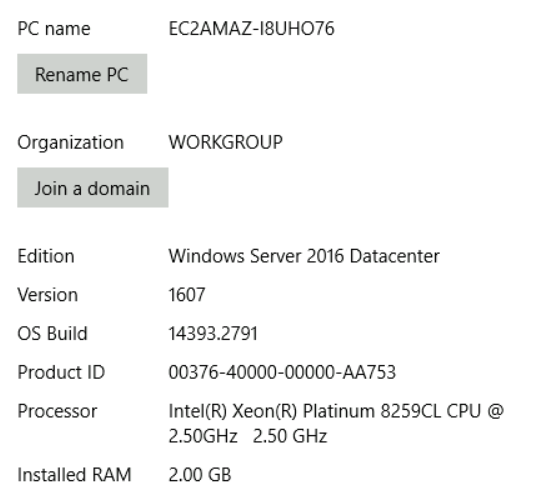 PC name EC2AMAZ-I8UHO76
Rename PC
Organization WORKGROUP
Join a domain
Edition Windows Server 2016 Datacenter
Version 1607
OS Build 14393.2791
Product ID 00376-40000-00000-AA753
Processor Intel(R) Xeon(R) Platinum 8259CL CPU @
2.50GHz 2.50 GHz
Installed RAM 2.00 GB